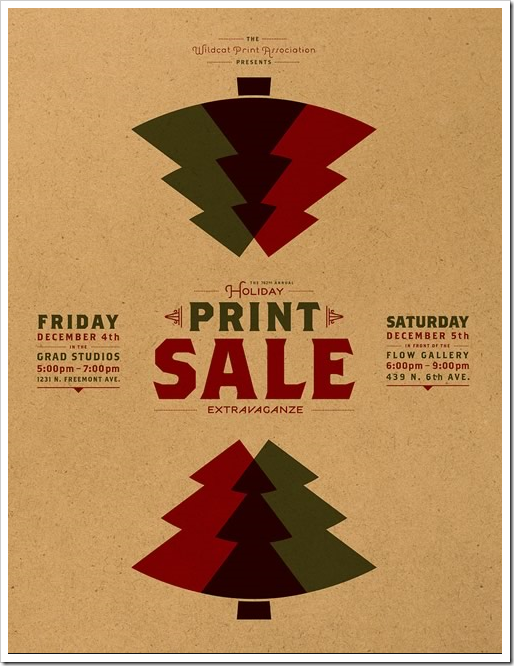 THE
Wildcat Print Association
PRESENTS
THE 15TH ANNUAL
HOLIDAY
PRINT
SALE
EXTRAVAGANZE
FRIDAY
DECEMBER 4th
IN THE
GRAD STUDIOS
5:00pm-7:00pm
1231 N. FREEMONT AVE.
SATURDAY
DECEMBER 5th
IN FRONT OF THE
FLOW GALLERY
6:00pm-9:00pm
439 N. 6th AVE.